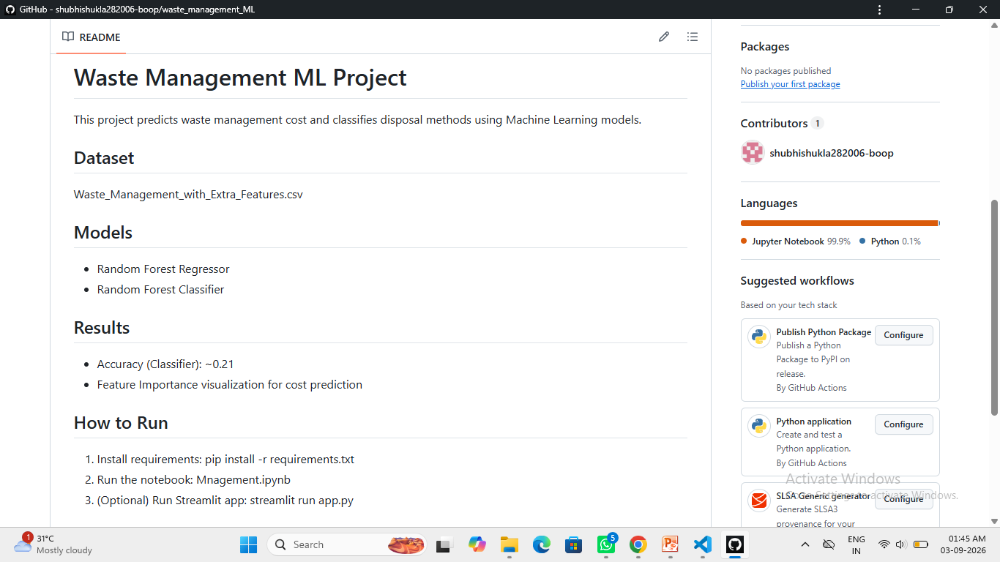 GitHub - shubhishukla282006-boop/waste_management_ML
README
Waste Management ML Project
This project predicts waste management cost and classifies disposal methods using Machine Learning models.
Dataset
Waste_Management_with_Extra_Features.csv
Models
Random Forest Regressor
Random Forest Classifier
Results
Accuracy (Classifier): ~0.21
Feature Importance visualization for cost prediction
How to Run
1. Install requirements: pip install -r requirements.txt
2. Run the notebook: Mnagement.ipynb
3. (Optional) Run Streamlit app: streamlit run app.py
Packages
No packages published
Publish your first package
Contributors 1
shubhishukla282006-boop
Languages
Jupyter Notebook 99.9% Python 0.1%
Suggested workflows
Based on your tech stack
Publish Python Package
Configure
Publish a Python
Package to PyPI on
release.
By GitHub Actions
Python application
Configure
Create and test a
Python application.
By GitHub Actions
Activate Windows
Go to Settings to activate Windows.
SLSA Generic generator
Configure
Generate SLSA3
provenance for your
1
31°C
Mostly cloudy
Search
5
ENG
IN
01:45 AM
03-09-2026